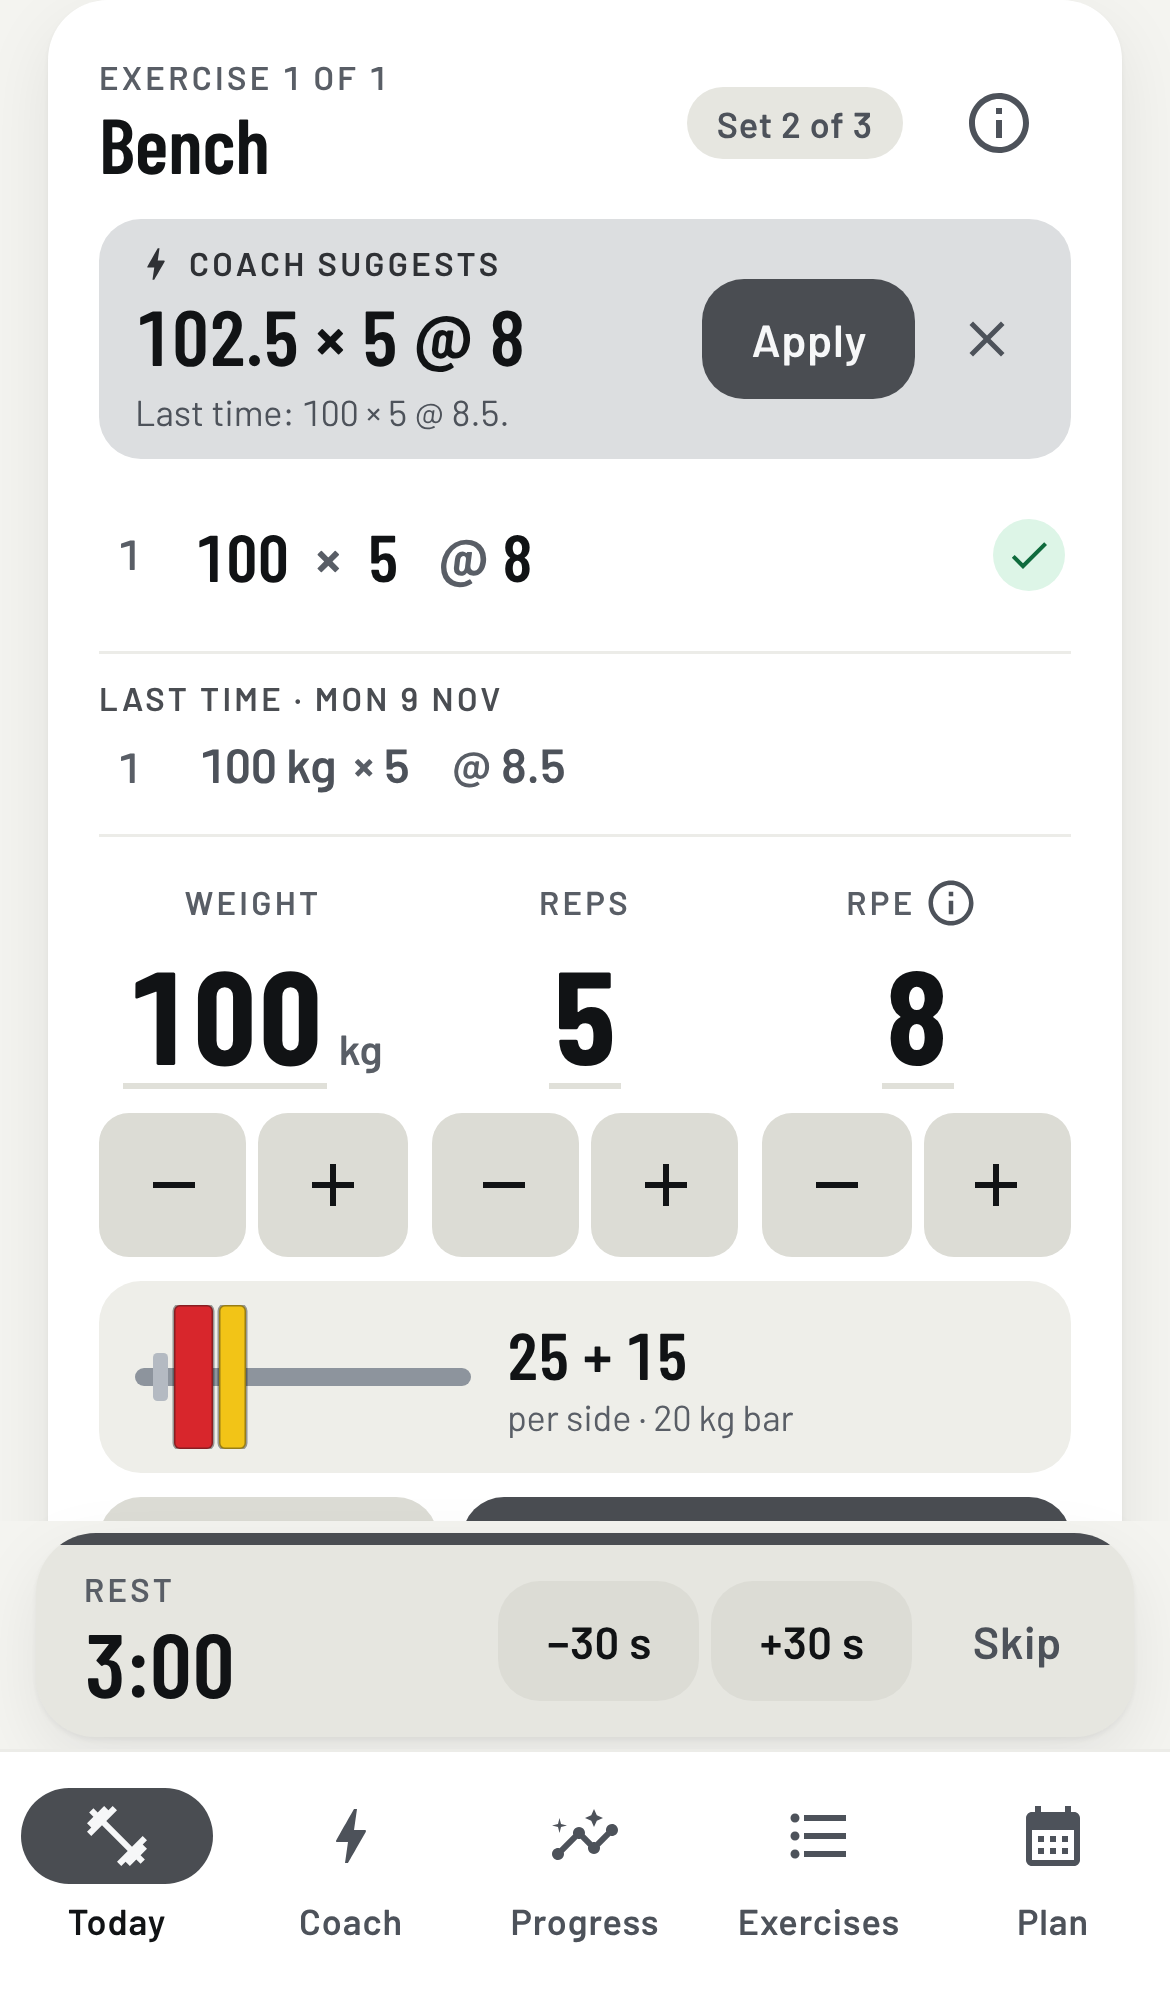 EXERCISE 1 OF 1
Bench
Set 2 of 3
COACH SUGGESTS
102.5 × 5 @ 8
Last time: 100 × 5 @ 8.5.
Apply
1 100 × 5 @ 8
LAST TIME · MON 9 NOV
1 100 kg × 5 @ 8.5
WEIGHT REPS RPE
100 kg 5 8
25 + 15
per side · 20 kg bar
REST
3:00
−30 s +30 s Skip
Today Coach Progress Exercises Plan